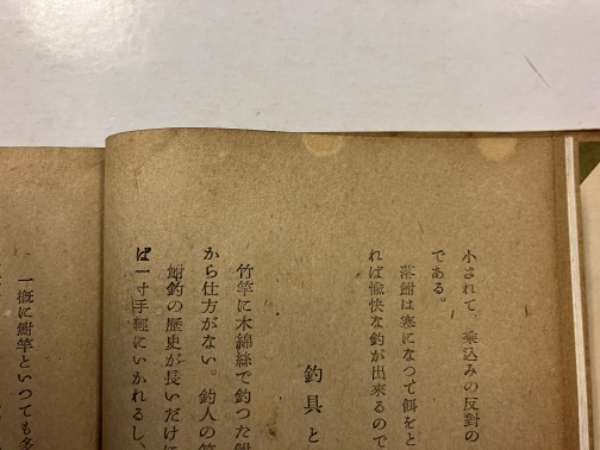 小されて、乘込みの反對の
である。
落鮒は寒になつて餌をと
れば愉快な釣が出來るので
釣具と
竹竿に木綿絲で釣つた鮒
から仕方がない。釣人の
鮒釣の歷史が長いだけに
ば一寸手輕にいかれるし、
一概に鮒竿といつても多